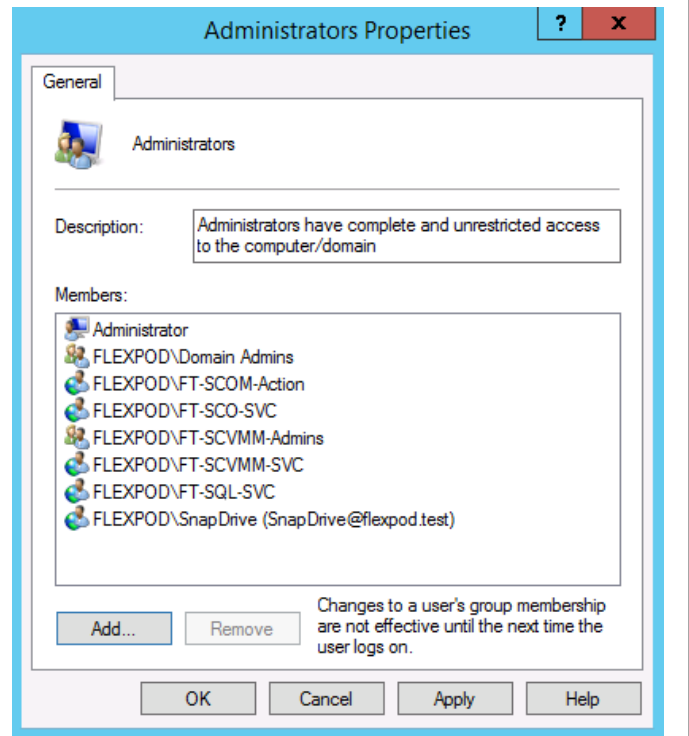 Administrators Properties
?
x
General
Administrators
Description:
Administrators have complete and unrestricted access
to the computer/domain
Members:
Administrator
FLEXPOD\Domain Admins
FLEXPOD\FT-SCOM-Action
FLEXPOD\FT-SCO-SVC
FLEXPOD\FT-SCVMM-Admins
FLEXPOD\FT-SCVMM-SVC
FLEXPOD\FT-SQL-SVC
FLEXPOD\SnapDrive (SnapDrive@flexpod.test)
Add...
Remove
Changes to a user's group membership
are not effective until the next time the
user logs on.
OK
Cancel
Apply
Help